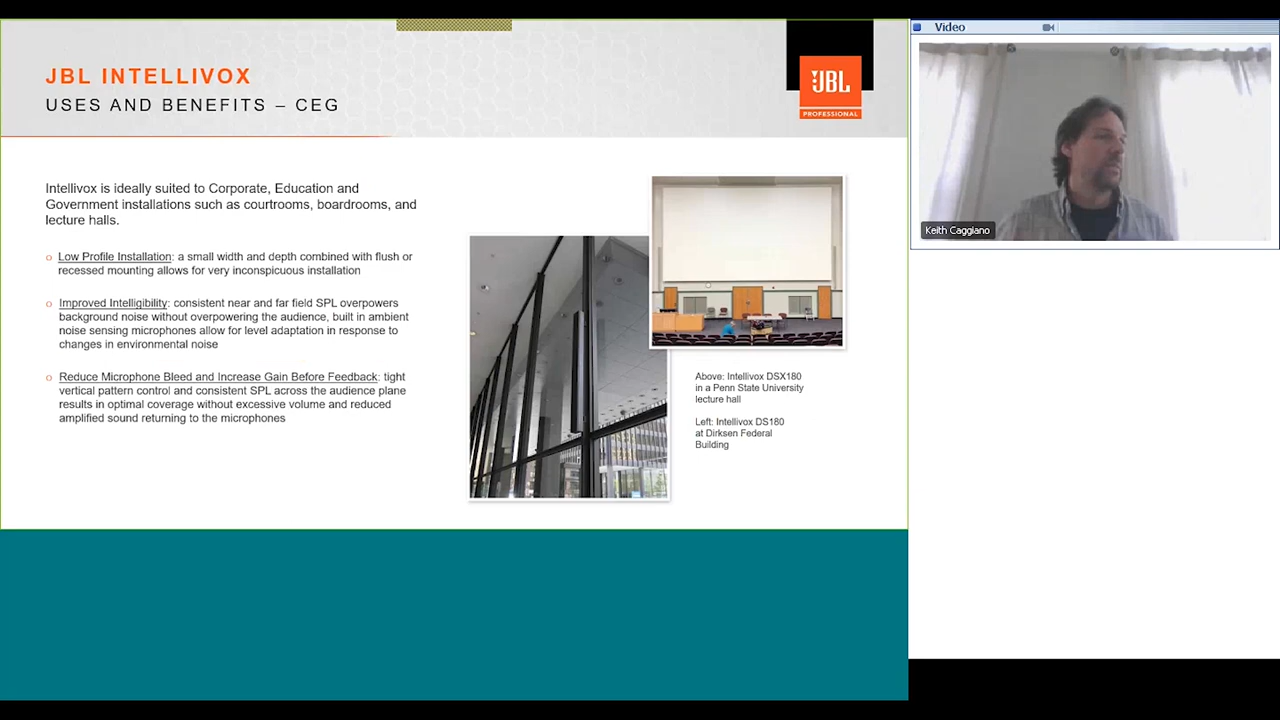 JBL INTELLIVOX
USES AND BENEFITS – CEG
JBL
PROFESSIONAL
Intellivox is ideally suited to Corporate, Education and
Government installations such as courtrooms, boardrooms, and
lecture halls.
o Low Profile Installation: a small width and depth combined with flush or
recessed mounting allows for very inconspicuous installation
o Improved Intelligibility: consistent near and far field SPL overpowers
background noise without overpowering the audience, built in ambient
noise sensing microphones allow for level adaptation in response to
changes in environmental noise
o Reduce Microphone Bleed and Increase Gain Before Feedback: tight
vertical pattern control and consistent SPL across the audience plane
results in optimal coverage without excessive volume and reduced
amplified sound returning to the microphones
Above: Intellivox DSX180
in a Penn State University
lecture hall
Left: Intellivox DS180
at Dirksen Federal
Building
Video
Keith Caggiano